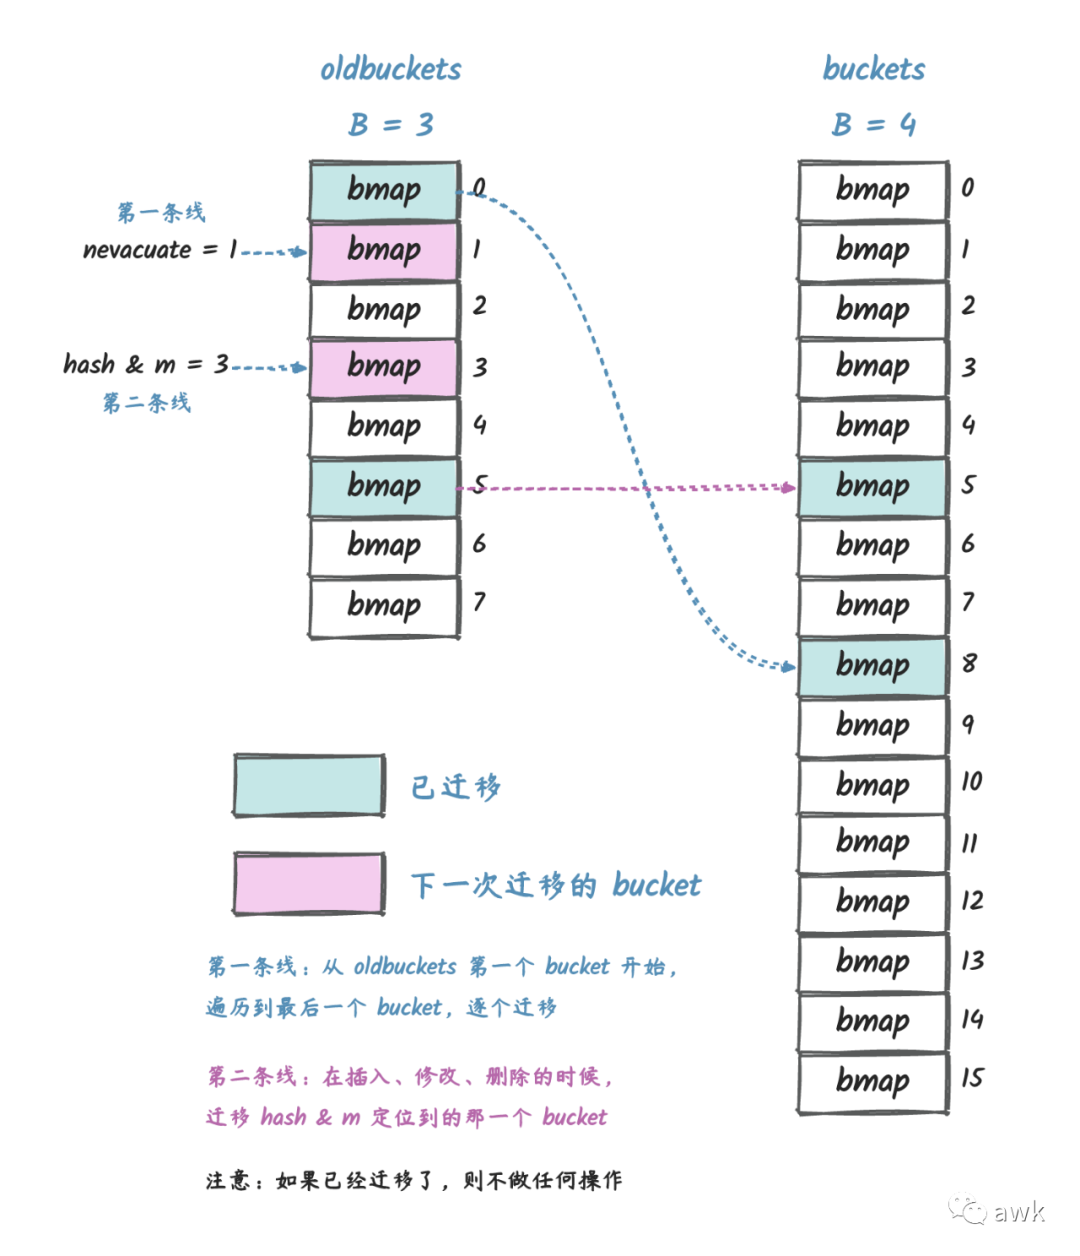 oldbuckets
B = 3
buckets
B = 4
bmap 0
bmap 1
bmap 2
bmap 3
bmap 4
bmap 5
bmap 6
bmap 7
第一条线
nevacuate = 1
hash & m = 3
第二条线
bmap 0
bmap 1
bmap 2
bmap 3
bmap 4
bmap 5
bmap 6
bmap 7
bmap 8
bmap 9
bmap 10
bmap 11
bmap 12
bmap 13
bmap 14
bmap 15
已迁移
下一次迁移的 bucket
第一条线：从 oldbuckets 第一个 bucket 开始，
遍历到最后一个 bucket，逐个迁移
第二条线：在插入、修改、删除的时候，
迁移 hash & m 定位到的那一个 bucket
注意：如果已经迁移了，则不做任何操作
awk